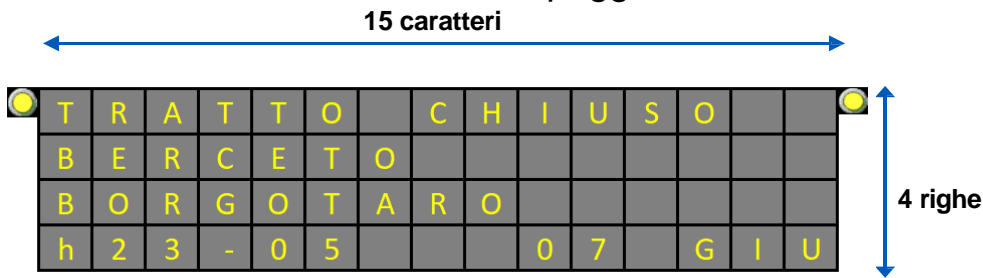 15 caratteri
TRATTO CHIUSO
BERCETO
BORGOTARO
h23-05  07 GIU
4 righe